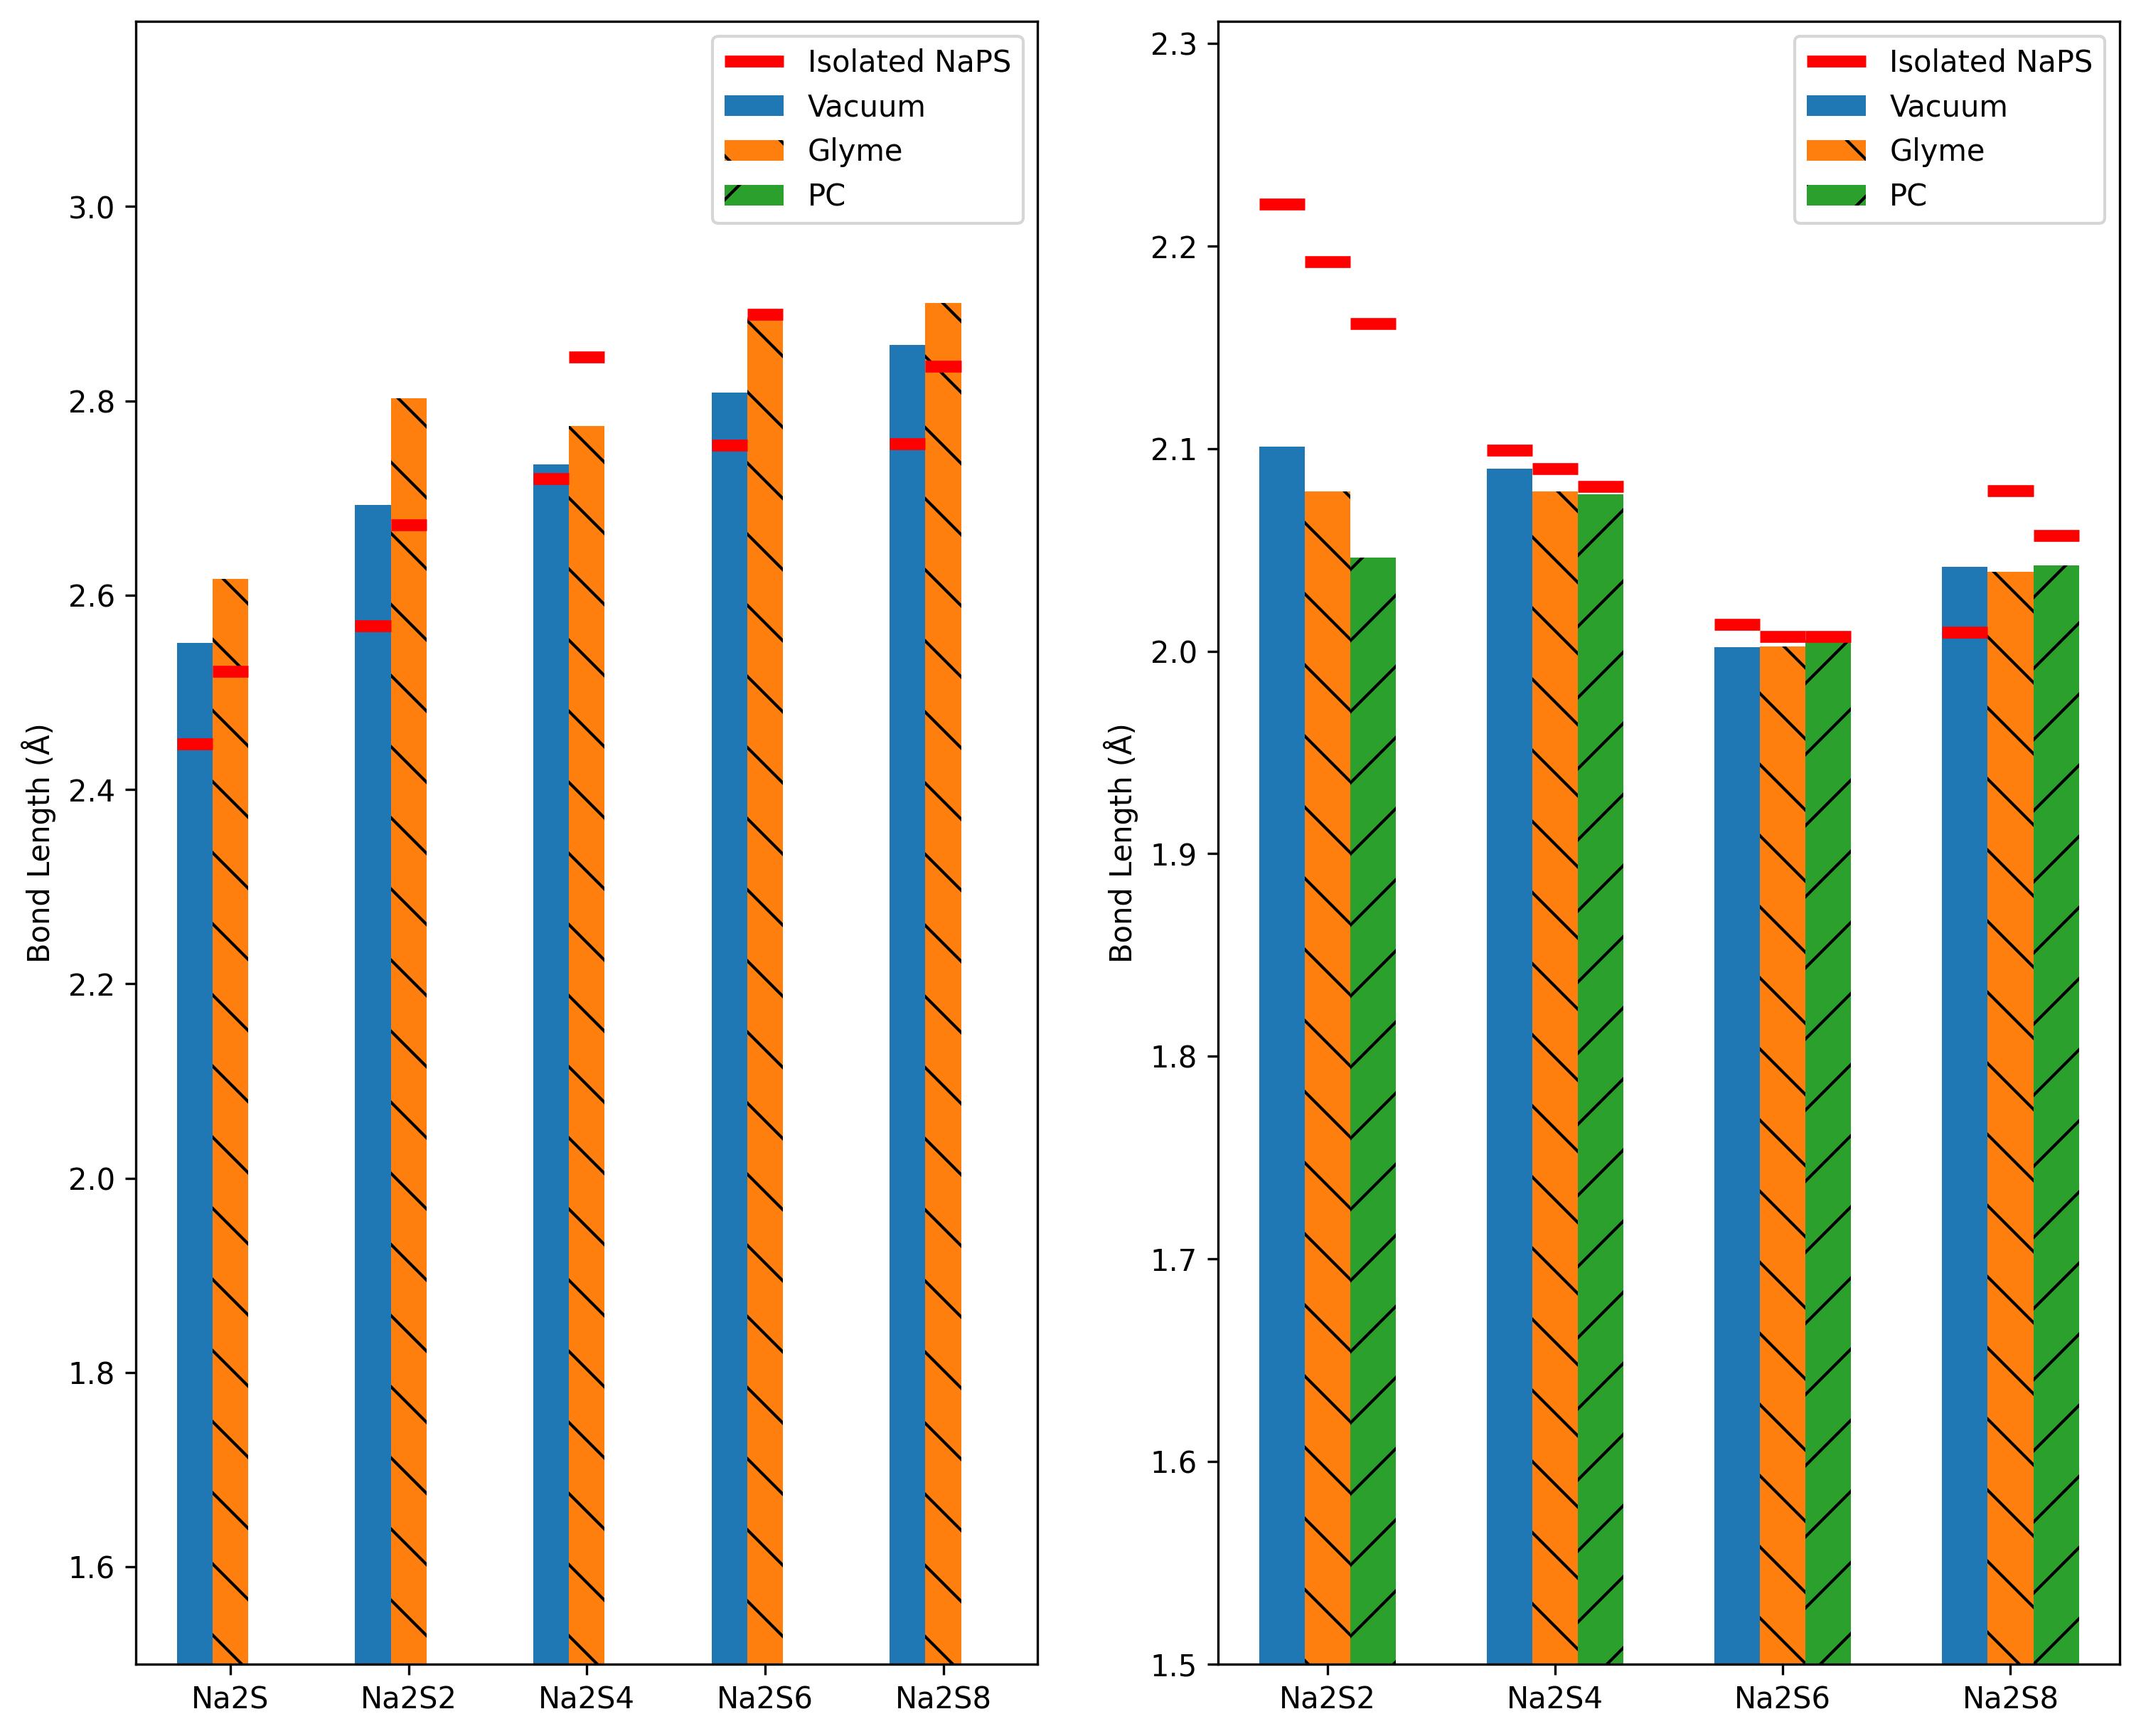 Bond Length (Å)
3.0
2.8
2.6
2.4
2.2
2.0
1.8
1.6
Na2S
Na2S2
Na2S4
Na2S6
Na2S8
Isolated NaPS
Vacuum
Glyme
PC
Bond Length (Å)
2.3
2.2
2.1
2.0
1.9
1.8
1.7
1.6
1.5
Na2S2
Na2S4
Na2S6
Na2S8
Isolated NaPS
Vacuum
Glyme
PC